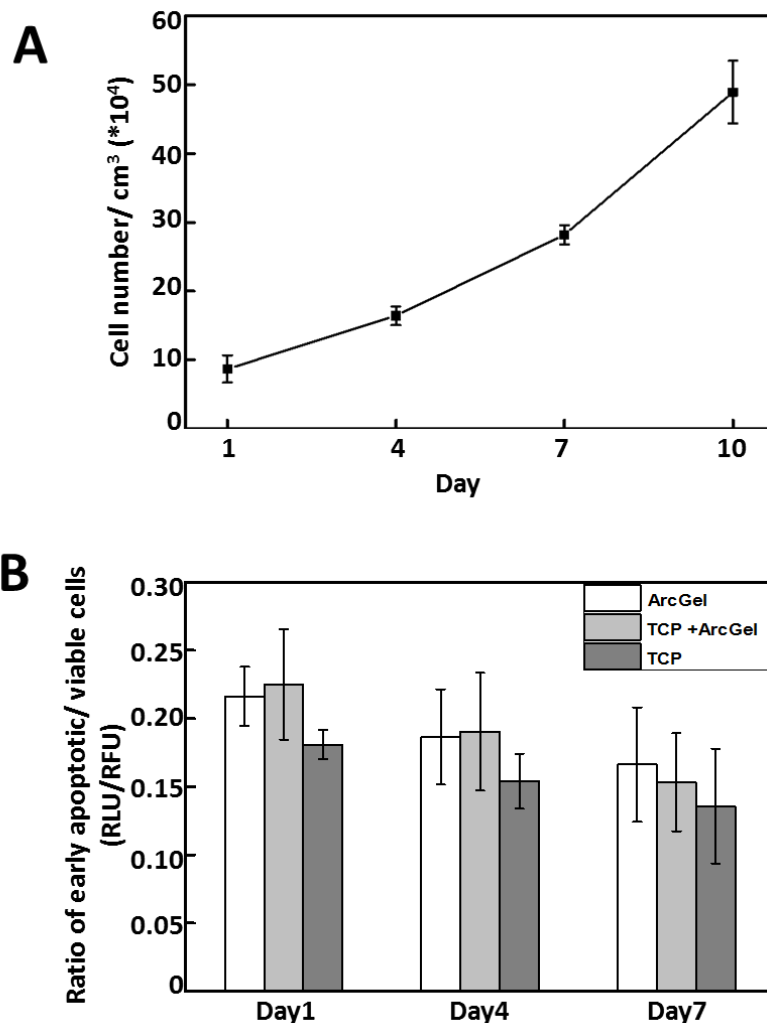 A
Cell number/ cm³ (*10⁴)
60
50
40
30
20
10
0
1 4 7 10
Day
B
Ratio of early apoptotic/ viable cells
(RLU/RFU)
0.30
0.25
0.20
0.15
0.10
0.05
0
ArcGel
TCP +ArcGel
TCP
Day1 Day4 Day7